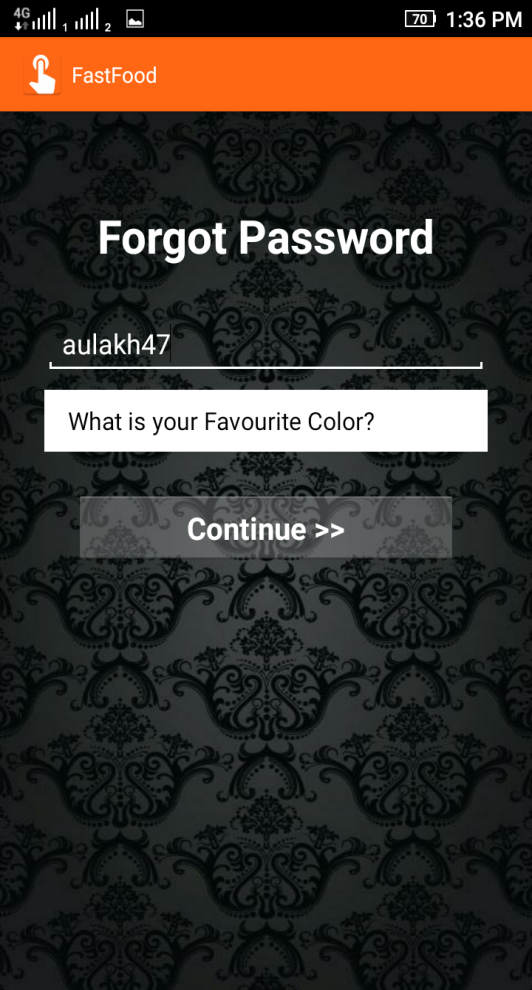 4G 1 2 70 1:36 PM
FastFood
Forgot Password
aulakh47
What is your Favourite Color?
Continue >>